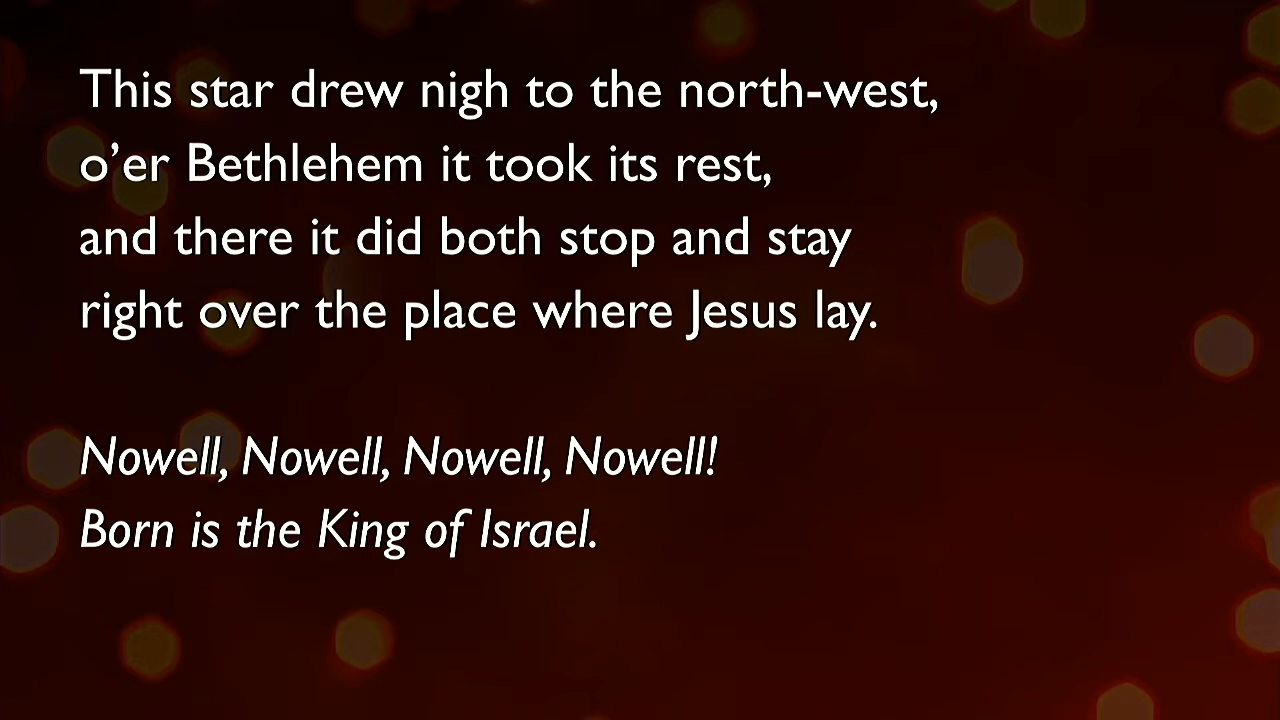 This star drew nigh to the north-west,
o’er Bethlehem it took its rest,
and there it did both stop and stay
right over the place where Jesus lay.
Nowell, Nowell, Nowell, Nowell!
Born is the King of Israel.